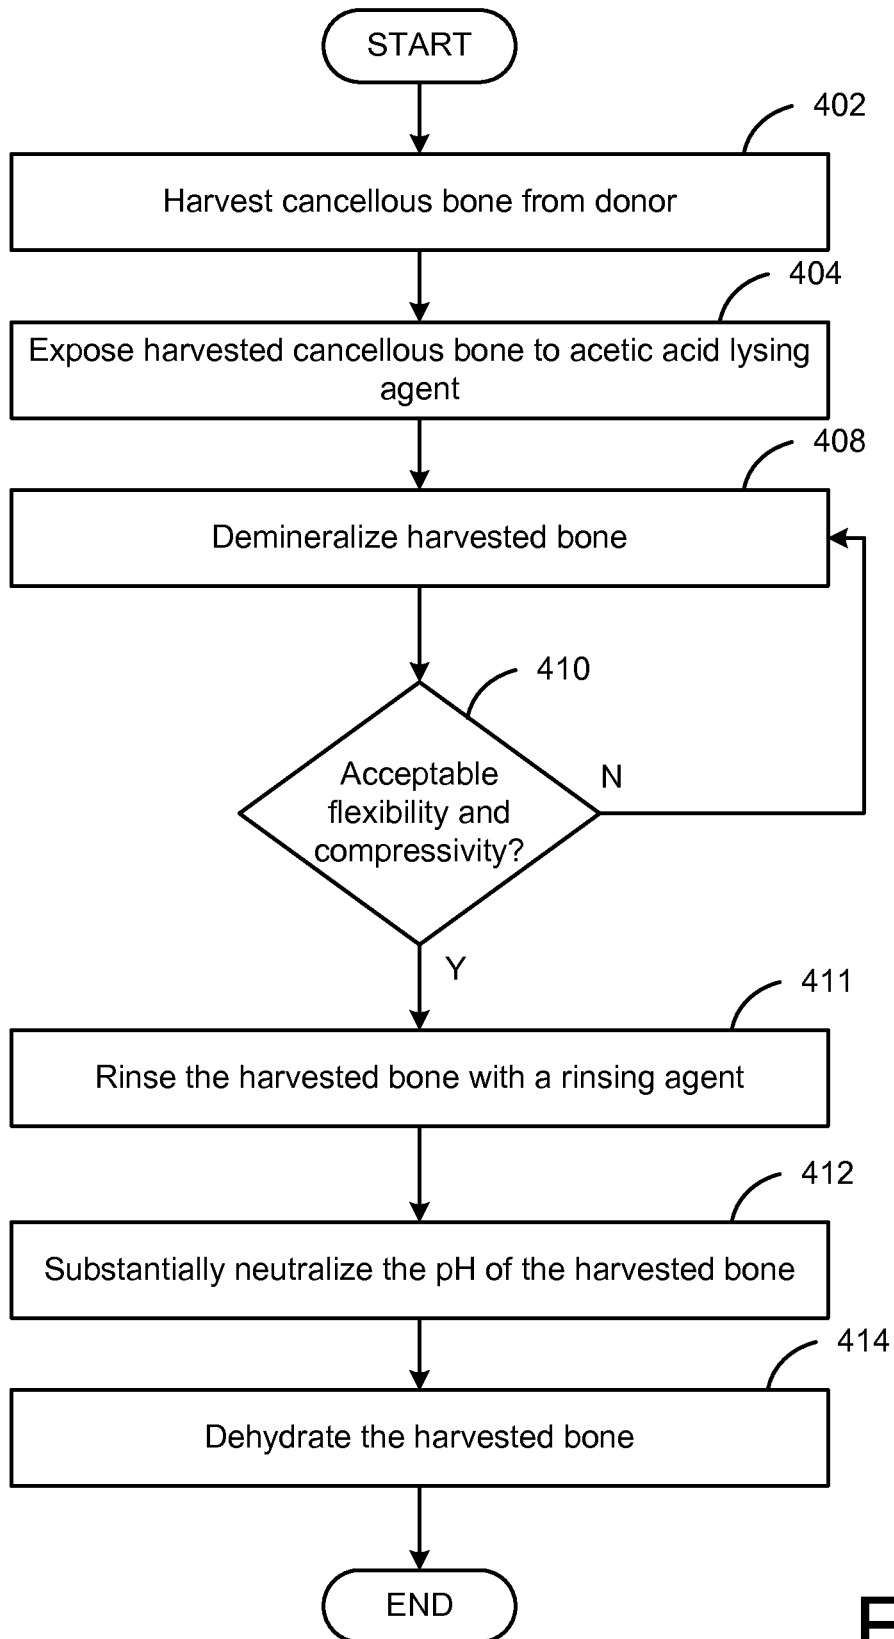 START
402
Harvest cancellous bone from donor
404
Expose harvested cancellous bone to acetic acid lysing
agent
408
Demineralize harvested bone
410
Acceptable
flexibility and
compressivity?
N
Y
411
Rinse the harvested bone with a rinsing agent
412
Substantially neutralize the pH of the harvested bone
414
Dehydrate the harvested bone
END